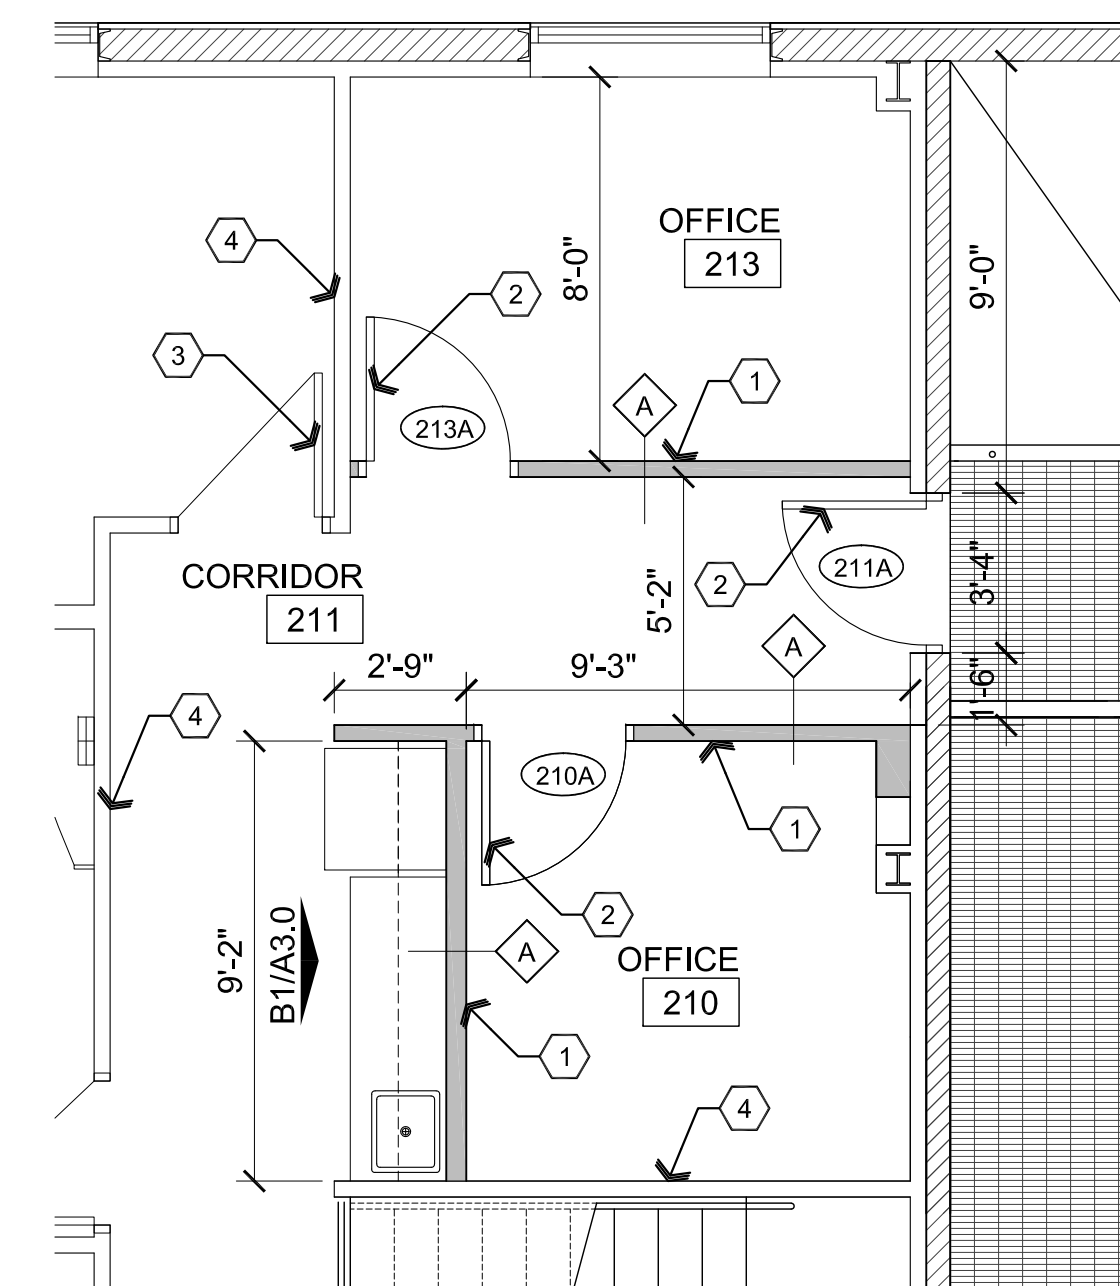 OFFICE
213
4
2
8'-0"
9'-0"
3
1
A
213A
CORRIDOR
211
2
211A
3'-4"
5'-2"
A
2'-9"
9'-3"
1'-6"
4
210A
1
2
B1/A3.0
9'-2"
A
OFFICE
210
1
4